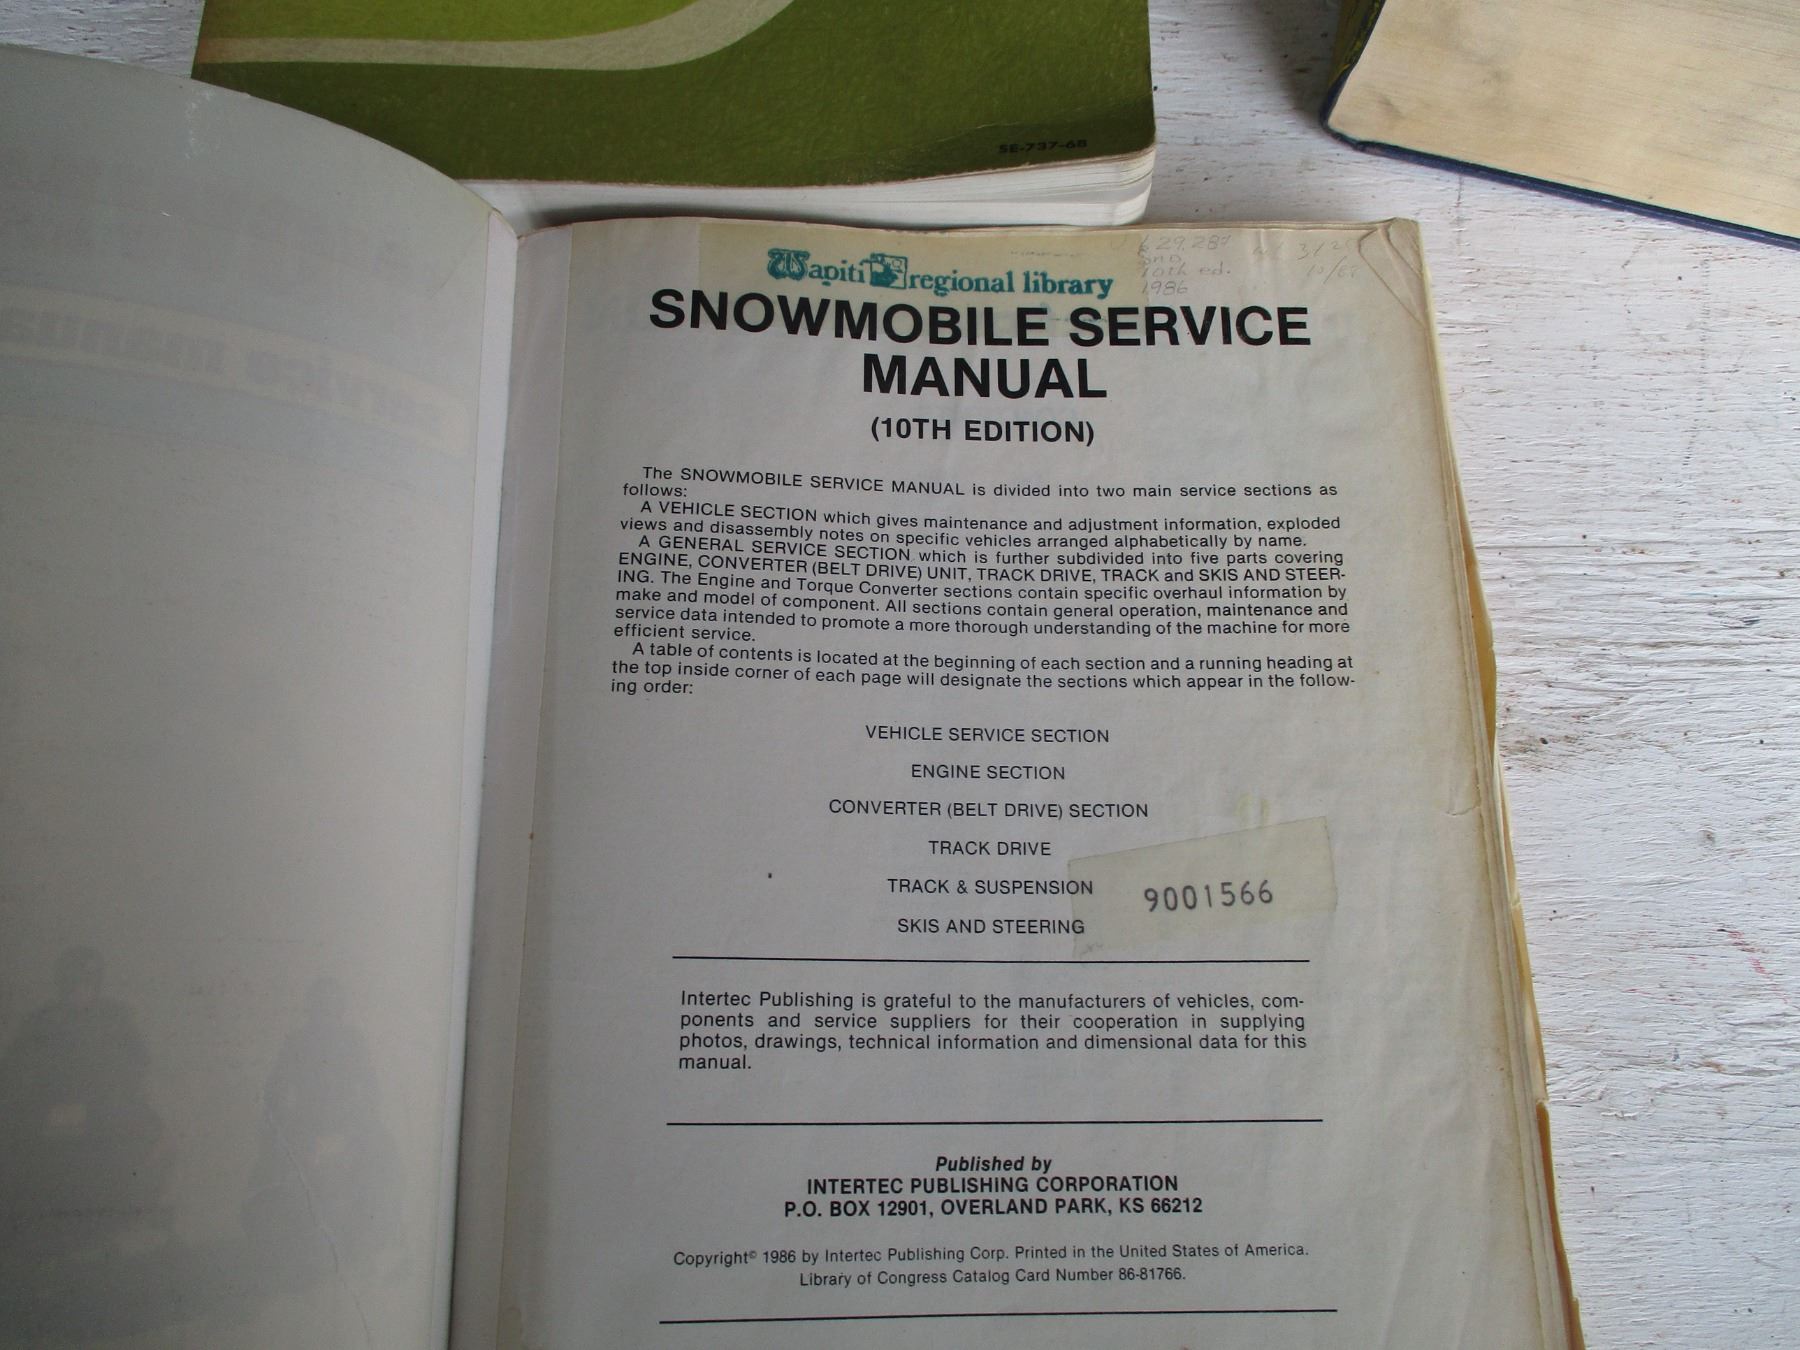 SE-737-6B
Wapiti regional library
629.287
10th ed.
1986
SNOWMOBILE SERVICE
MANUAL
(10TH EDITION)
The SNOWMOBILE SERVICE MANUAL is divided into two main service sections as
follows:
A VEHICLE SECTION which gives maintenance and adjustment information, exploded
views and disassembly notes on specific vehicles arranged alphabetically by name.
A GENERAL SERVICE SECTION which is further subdivided into five parts covering
ENGINE, CONVERTER (BELT DRIVE) UNIT, TRACK DRIVE, TRACK and SKIS AND STEER-
ING. The Engine and Torque Converter sections contain specific overhaul information by
make and model of component. All sections contain general operation, maintenance and
service data intended to promote a more thorough understanding of the machine for more
efficient service.
A table of contents is located at the beginning of each section and a running heading at
the top inside corner of each page will designate the sections which appear in the follow-
ing order:
VEHICLE SERVICE SECTION
ENGINE SECTION
CONVERTER (BELT DRIVE) SECTION
TRACK DRIVE
TRACK & SUSPENSION
9001566
SKIS AND STEERING
Intertec Publishing is grateful to the manufacturers of vehicles, com-
ponents and service suppliers for their cooperation in supplying
photos, drawings, technical information and dimensional data for this
manual.
Published by
INTERTEC PUBLISHING CORPORATION
P.O. BOX 12901, OVERLAND PARK, KS 66212
Copyright© 1986 by Intertec Publishing Corp. Printed in the United States of America.
Library of Congress Catalog Card Number 86-81766.